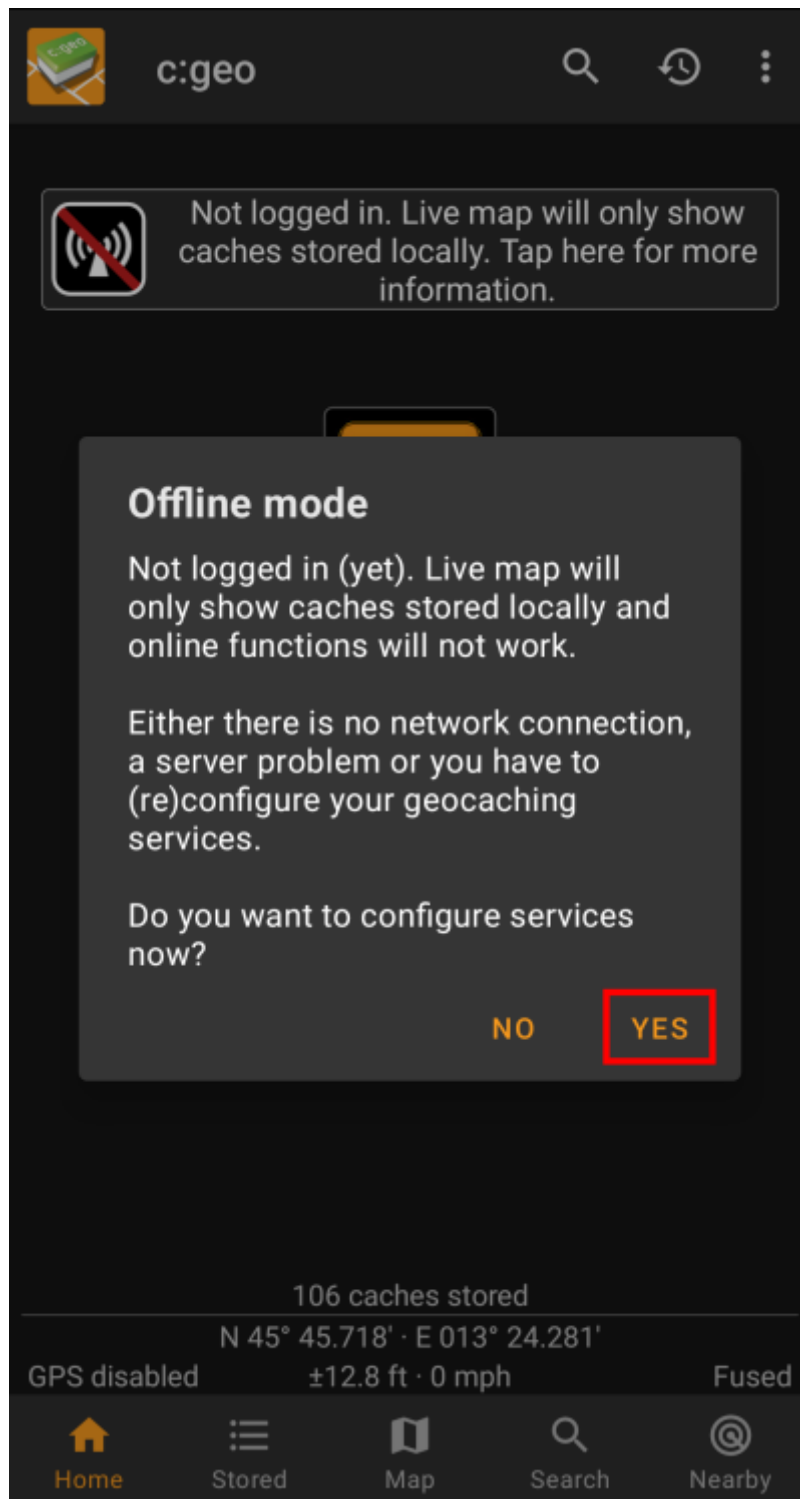 c:geo
c:geo
Not logged in. Live map will only show
caches stored locally. Tap here for more
information.
Offline mode
Not logged in (yet). Live map will
only show caches stored locally and
online functions will not work.
Either there is no network connection,
a server problem or you have to
(re)configure your geocaching
services.
Do you want to configure services
now?
NO YES
106 caches stored
N 45° 45.718' · E 013° 24.281'
GPS disabled ±12.8 ft · 0 mph Fused
Home Stored Map Search Nearby